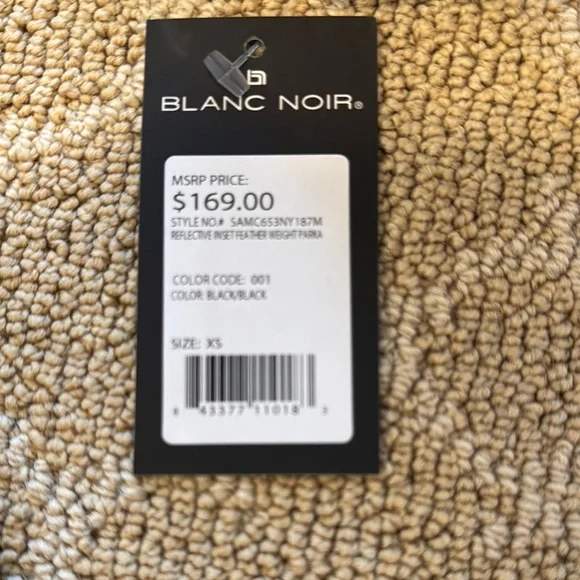 BLANC NOIR®
MSRP PRICE:
$169.00
STYLE NO.# SAMC653NY187M
REFLECTIVE INSET FEATHER WEIGHT PARKA
COLOR CODE: 001
COLOR: BLACK/BLACK
SIZE: XS
43377 11018